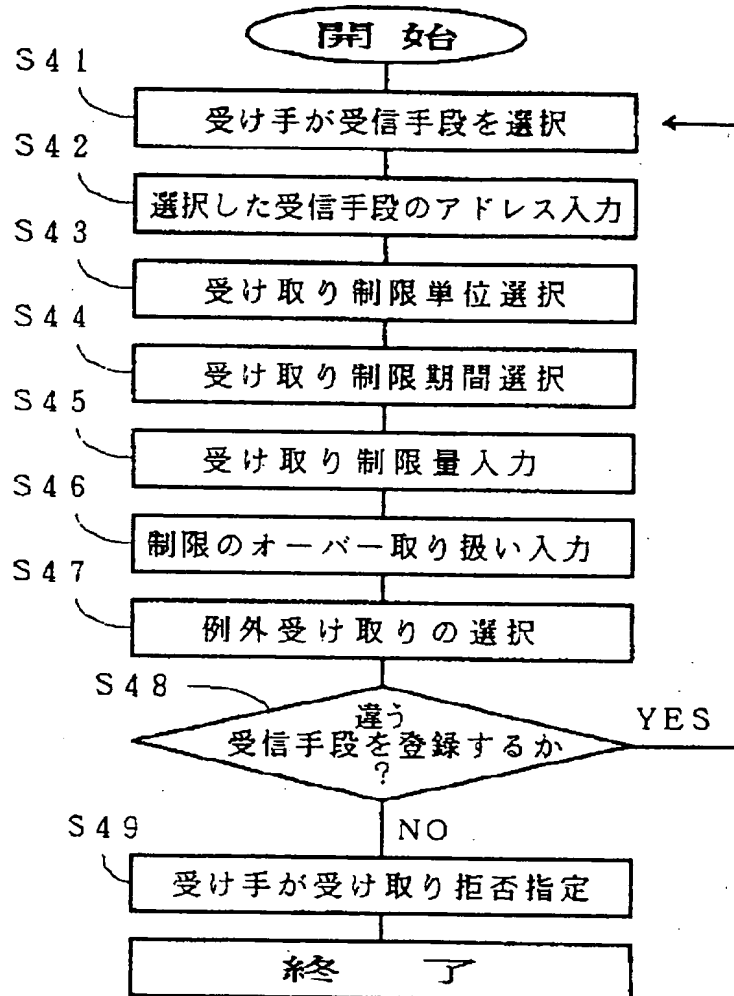 開始
S41
受け手が受信手段を選択
S42
選択した受信手段のアドレス入力
S43
受け取り制限単位選択
S44
受け取り制限期間選択
S45
受け取り制限量入力
S46
制限のオーバー取り扱い入力
S47
例外受け取りの選択
S48
違う
受信手段を登録するか
?
YES
NO
S49
受け手が受け取り拒否指定
終了